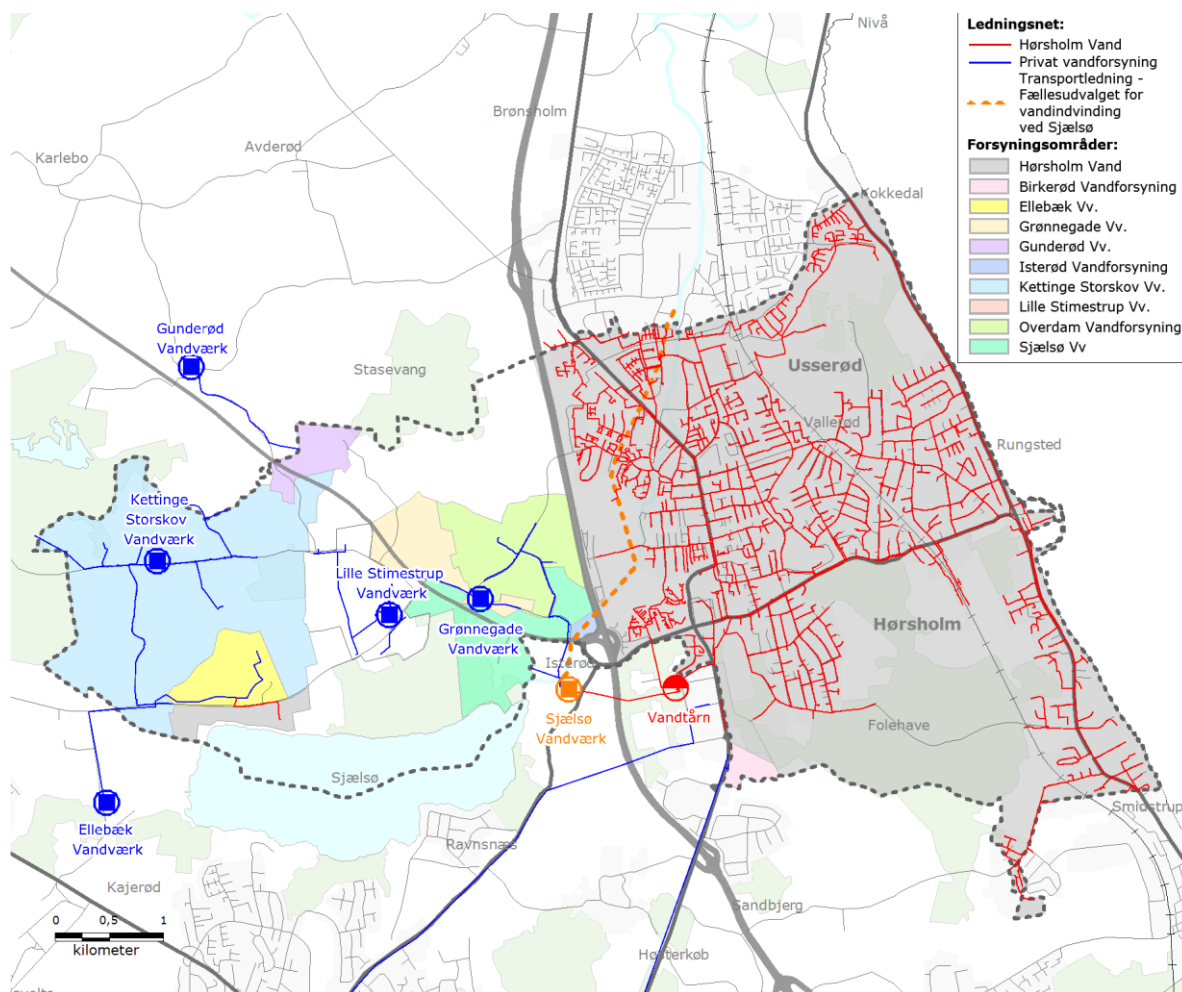 Ledningsnet:
Hørsholm Vand
Privat vandforsyning
Transportledning -
Fællesudvalget for
vandindvinding
ved Sjælsø
Forsyningsområder:
Hørsholm Vand
Birkerød Vandforsyning
Ellebæk Vv.
Grønnegade Vv.
Gunderød Vv.
Isterød Vandforsyning
Kettinge Storskov Vv.
Lille Stimestrup Vv.
Overdam Vandforsyning
Sjælsø Vv
Nivå
Brønsholm
Avderød
Karlebo
Kokkedal
Gunderød
Vandværk
Stasevang
Usserød
Vallerød
Rungsted
Kettinge
Storskov
Vandværk
Lille Stimestrup
Vandværk
Grønnegade
Vandværk
Hørsholm
Isterød
Sjælsø
Vandværk
Vandtårn
Folehave
Sjælsø
Smidstrup
Ellebæk
Vandværk
Ravnsnæs
Kajerød
Sandbjerg
0 0,5 1
kilometer